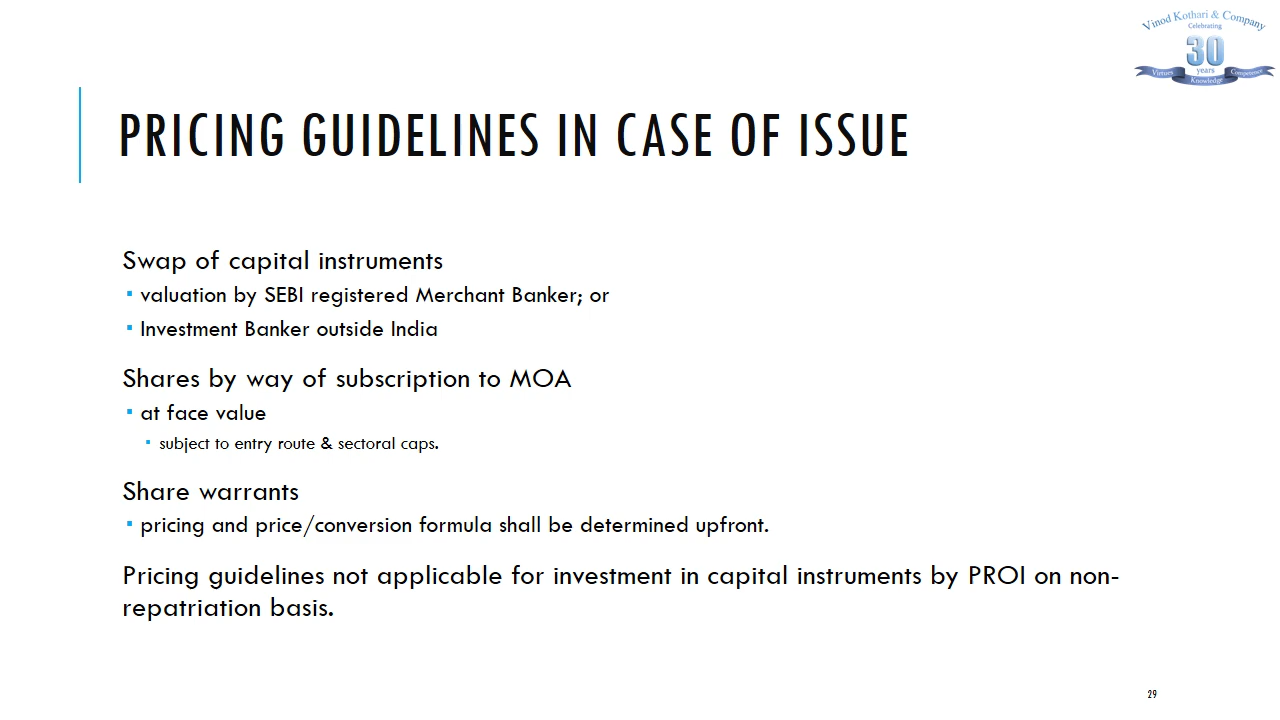 Vinod Kothari & Company
Celebrating
30
years
Virtues Knowledge Competence
PRICING GUIDELINES IN CASE OF ISSUE
Swap of capital instruments
▪ valuation by SEBI registered Merchant Banker; or
▪ Investment Banker outside India
Shares by way of subscription to MOA
▪ at face value
▪ subject to entry route & sectoral caps.
Share warrants
▪ pricing and price/conversion formula shall be determined upfront.
Pricing guidelines not applicable for investment in capital instruments by PROI on non-
repatriation basis.
29